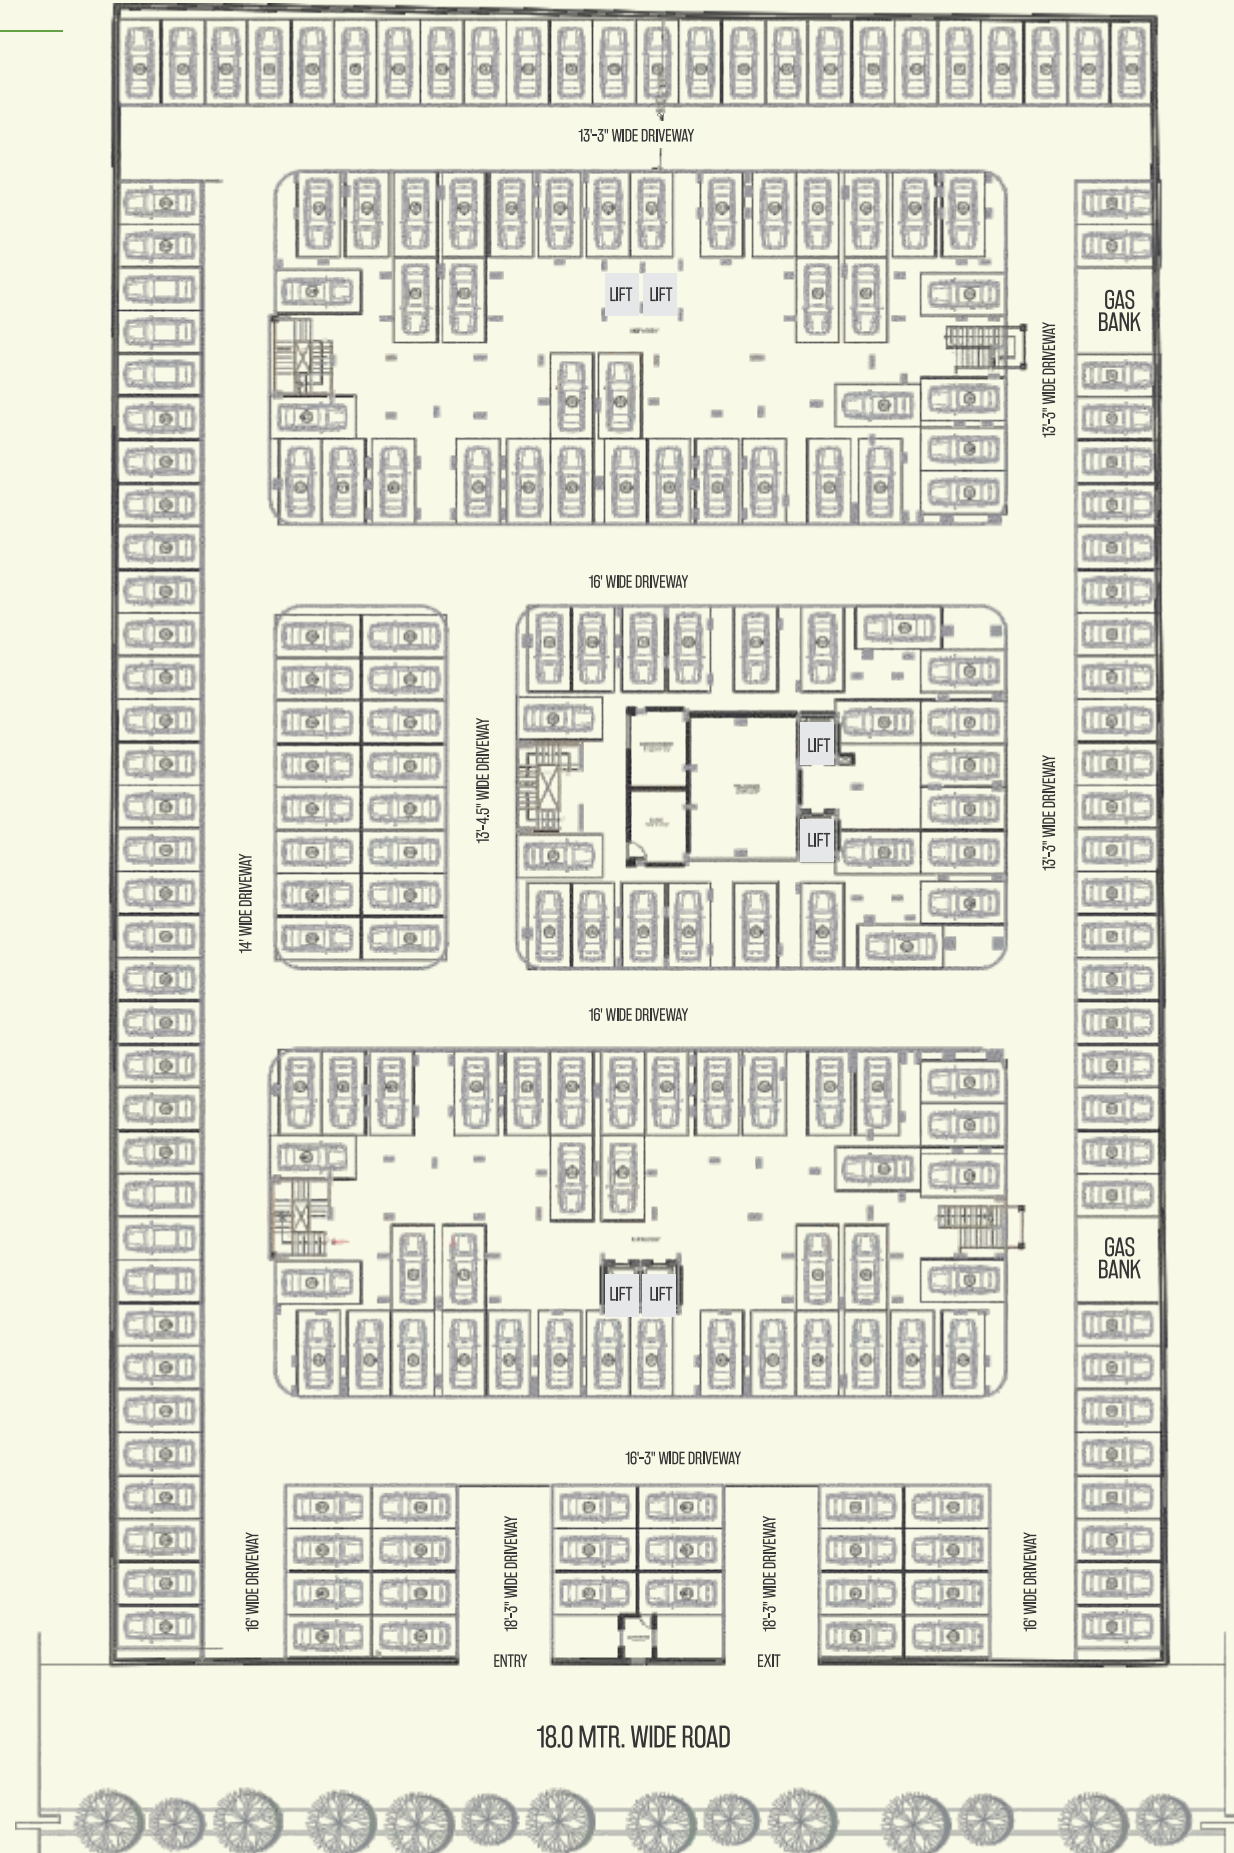 13'-3" WIDE DRIVEWAY
LIFT LIFT
GAS
BANK
13'-3" WIDE DRIVEWAY
16' WIDE DRIVEWAY
13'-4.5" WIDE DRIVEWAY
LIFT
LIFT
13'-3" WIDE DRIVEWAY
14' WIDE DRIVEWAY
16' WIDE DRIVEWAY
GAS
BANK
LIFT LIFT
16'-3" WIDE DRIVEWAY
16' WIDE DRIVEWAY
18'-3" WIDE DRIVEWAY
18'-3" WIDE DRIVEWAY
16' WIDE DRIVEWAY
ENTRY
EXIT
18.0 MTR. WIDE ROAD